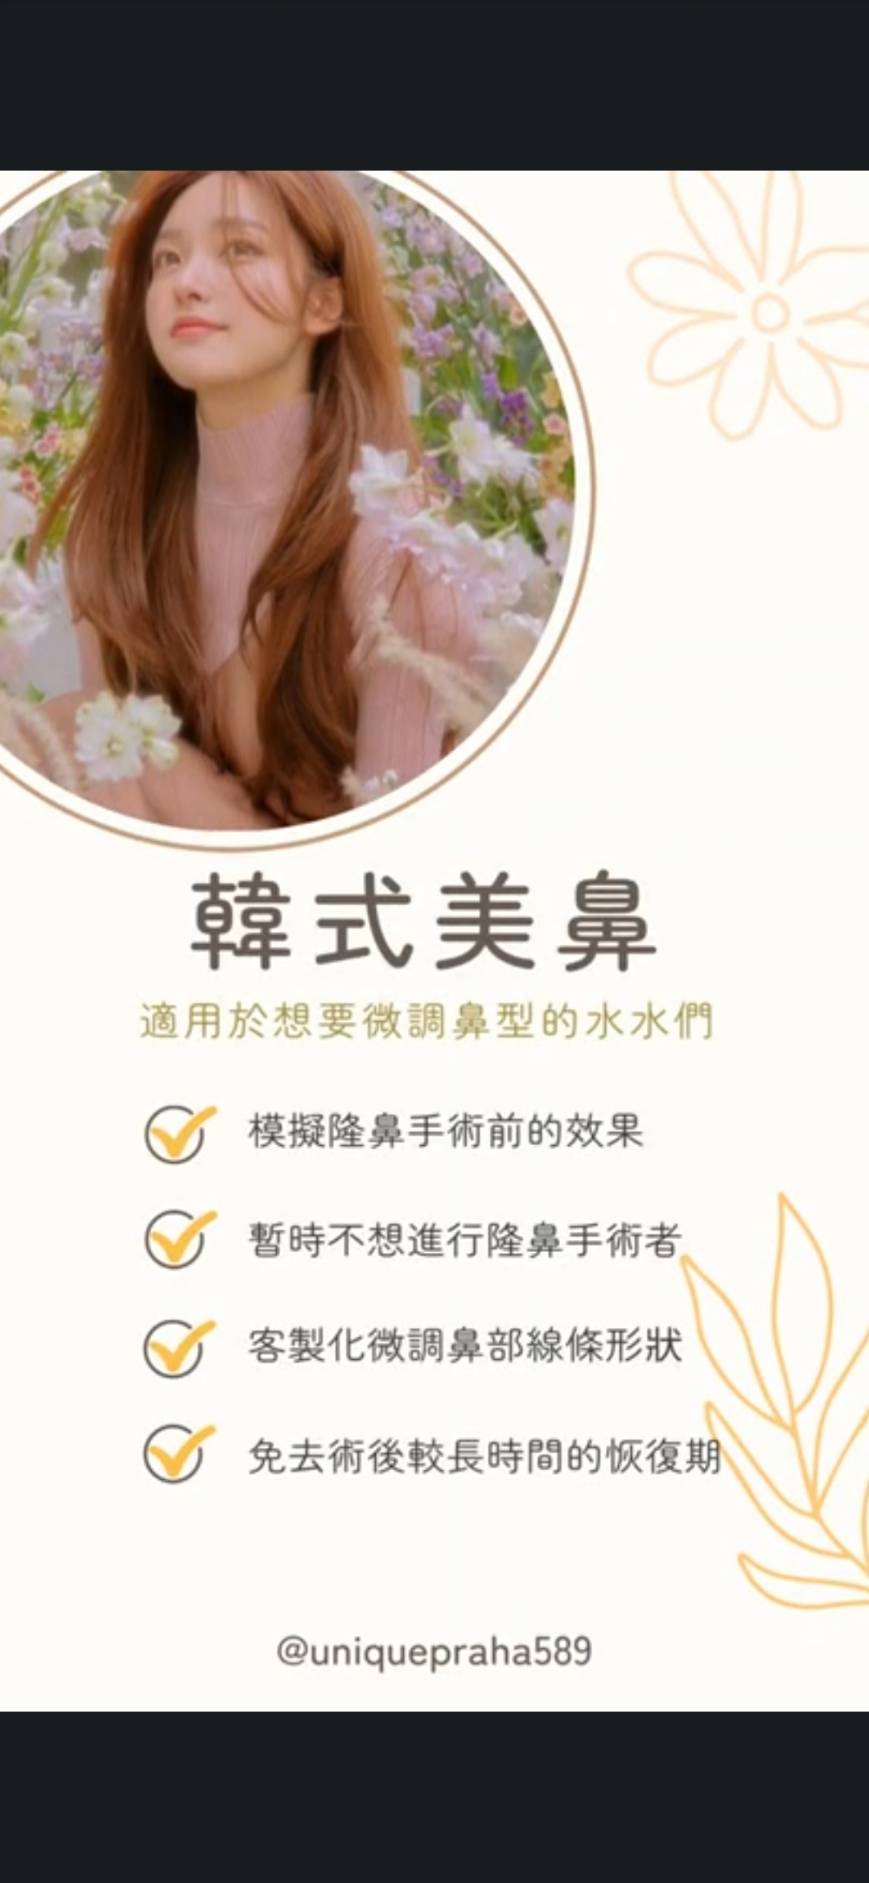 韓式美鼻
適用於想要微調鼻型的水水們
模擬隆鼻手術前的效果
暫時不想進行隆鼻手術者
客製化微調鼻部線條形狀
免去術後較長時間的恢復期
@uniquepraha589